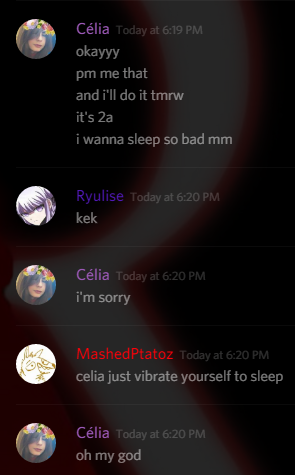 Célia Today at 6:19 PM
okayyy
pm me that
and i'll do it tmrw
it's 2a
i wanna sleep so bad mm
Ryulise Today at 6:20 PM
kek
Célia Today at 6:20 PM
i'm sorry
MashedPtatoz Today at 6:20 PM
celia just vibrate yourself to sleep
Célia Today at 6:20 PM
oh my god